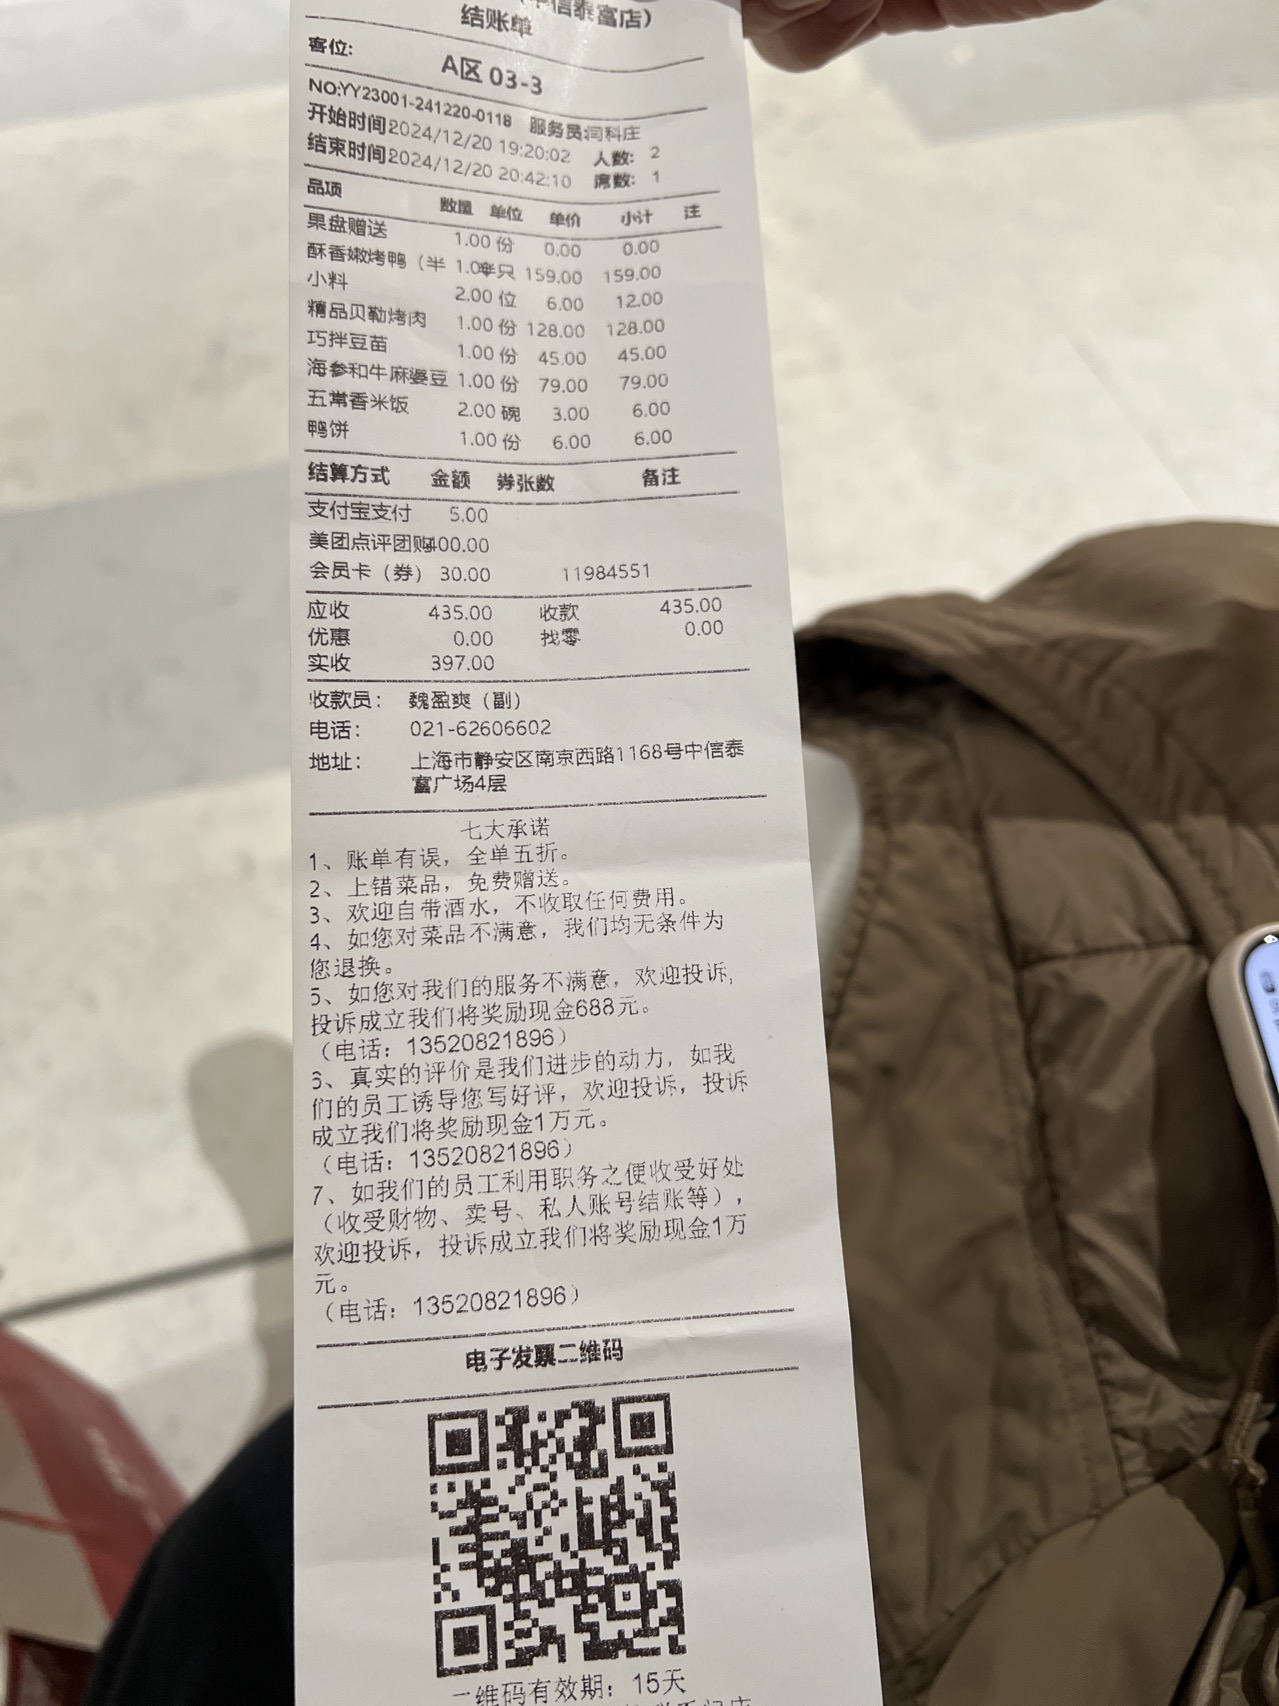 中信泰富店）
结账单
客位:
A区 03-3
NO:YY23001-241220-0118 服务员:闫科庄
开始时间2024/12/20 19:20:02 人数: 2
结束时间2024/12/20 20:42:10 席数: 1
品项 数量 单位 单价 小计 注
果盘赠送 1.00 份 0.00 0.00
酥香嫩烤鸭（半 1.0半只 159.00 159.00
小料 2.00 位 6.00 12.00
精品贝勒烤肉 1.00 份 128.00 128.00
巧拌豆苗 1.00 份 45.00 45.00
海参和牛麻婆豆 1.00 份 79.00 79.00
五常香米饭 2.00 碗 3.00 6.00
鸭饼 1.00 份 6.00 6.00
结算方式 金额 券张数 备注
支付宝支付 5.00
美团点评团购400.00
会员卡（券） 30.00 11984551
应收 435.00 收款 435.00
优惠 0.00 找零 0.00
实收 397.00
收款员: 魏盈爽（副）
电话: 021-62606602
地址: 上海市静安区南京西路1168号中信泰
富广场4层
七大承诺
1、账单有误，全单五折。
2、上错菜品，免费赠送。
3、欢迎自带酒水，不收取任何费用。
4、如您对菜品不满意，我们均无条件为
您退换。
5、如您对我们的服务不满意，欢迎投诉,
投诉成立我们将奖励现金688元。
（电话: 13520821896）
6、真实的评价是我们进步的动力，如我
们的员工诱导您写好评，欢迎投诉，投诉
成立我们将奖励现金1万元。
（电话: 13520821896）
7、如我们的员工利用职务之便收受好处
（收受财物、卖号、私人账号结账等），
欢迎投诉，投诉成立我们将奖励现金1万
元。
（电话: 13520821896）
电子发票二维码
二维码有效期: 15天